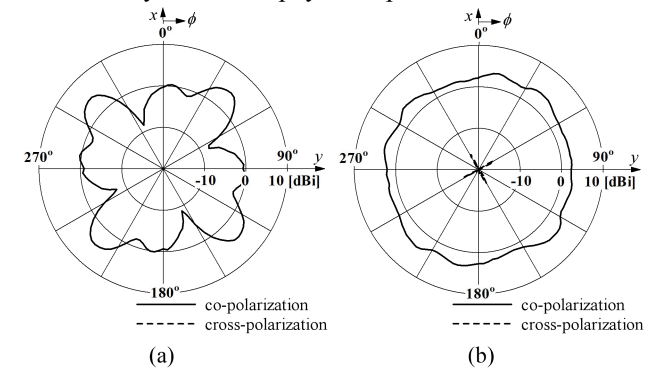 x ϕ x ϕ
0° 0°
270° 90° y 270° 90° y
-10 0 10 [dBi] -10 0 10 [dBi]
180° 180°
co-polarization co-polarization
cross-polarization cross-polarization
(a) (b)